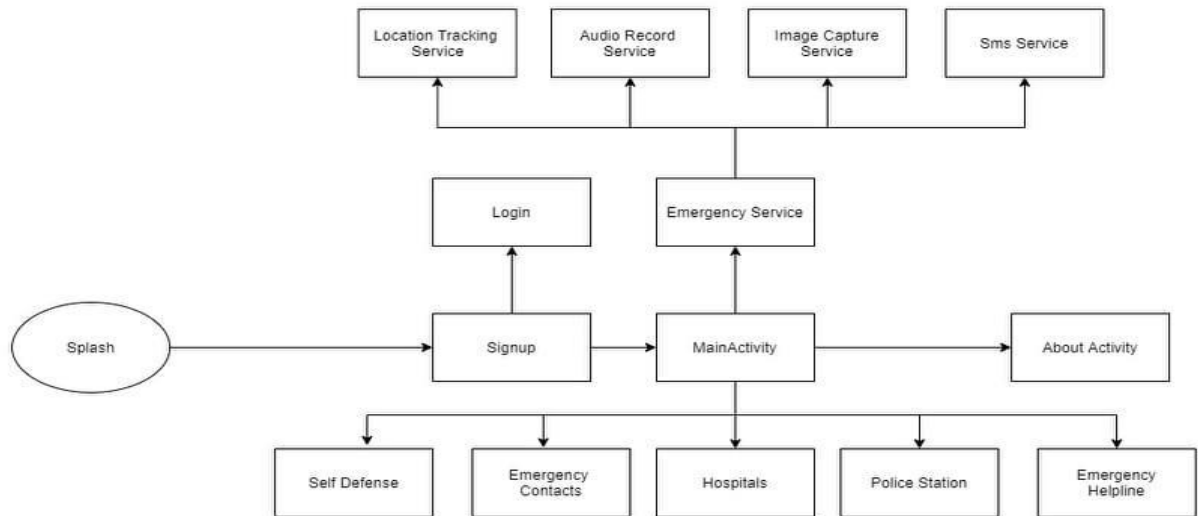 Location Tracking
Service
Audio Record
Service
Image Capture
Service
Sms Service
Login
Emergency Service
Splash
Signup
MainActivity
About Activity
Self Defense
Emergency
Contacts
Hospitals
Police Station
Emergency
Helpline